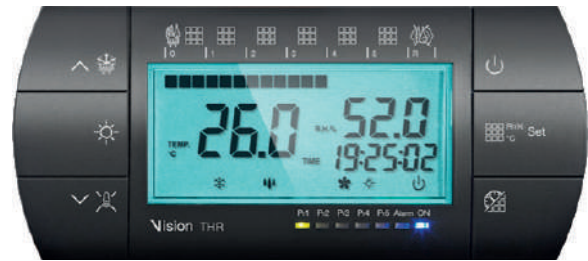 0 1 2 3 4 5 R
TEMP. °C 26.0
R.H.% 52.0
TIME 19:25:02
R.H.% °C Set
Vision THR
Pr1 Pr2 Pr3 Pr4 Pr5 Alarm ON